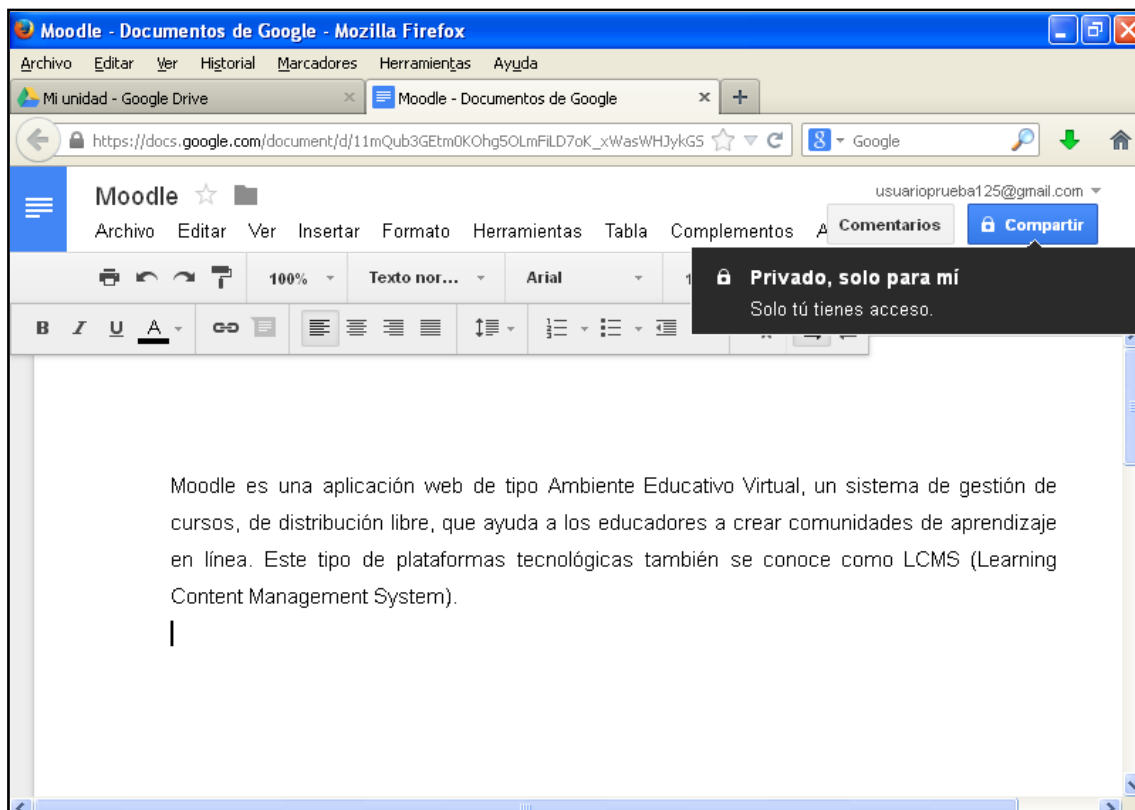 Moodle - Documentos de Google - Mozilla Firefox
Archivo Editar Ver Historial Marcadores Herramientas Ayuda
Mi unidad - Google Drive Moodle - Documentos de Google
https://docs.google.com/document/d/11mQub3GEtm0KOhg5OLmFiLD7oK_xWasWHJykG5 Google
Moodle usuarioprueba125@gmail.com
Archivo Editar Ver Insertar Formato Herramientas Tabla Complementos A Comentarios Compartir
100% Texto nor... Arial 1 Privado, solo para mí
Solo tú tienes acceso.
B I U A
Moodle es una aplicación web de tipo Ambiente Educativo Virtual, un sistema de gestión de
cursos, de distribución libre, que ayuda a los educadores a crear comunidades de aprendizaje
en línea. Este tipo de plataformas tecnológicas también se conoce como LCMS (Learning
Content Management System).